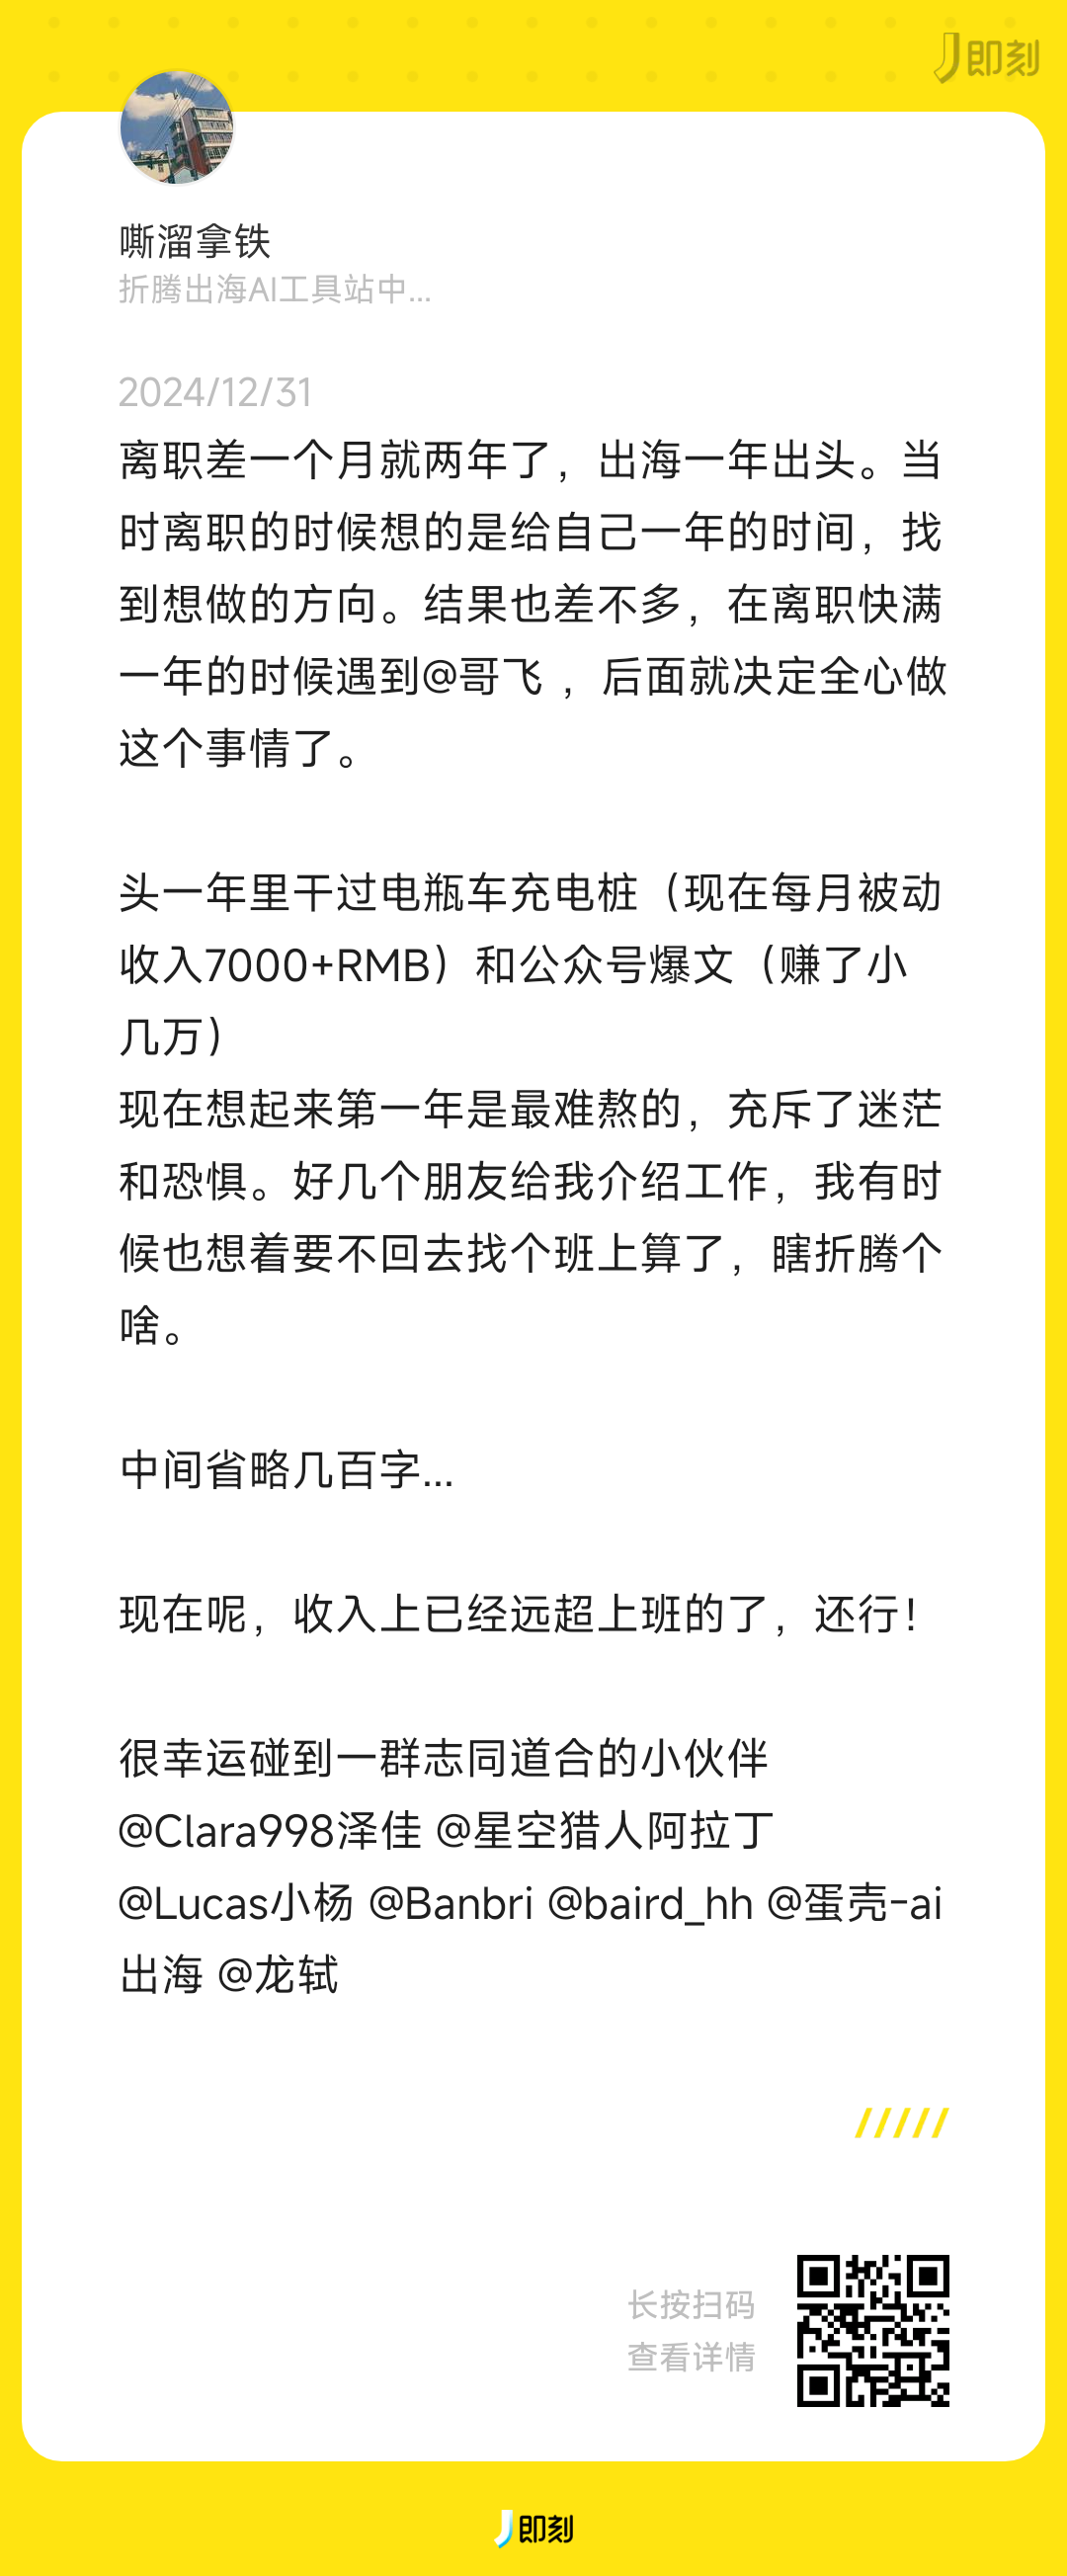 即刻
嘶溜拿铁
折腾出海AI工具站中...
2024/12/31
离职差一个月就两年了，出海一年出头。当
时离职的时候想的是给自己一年的时间，找
到想做的方向。结果也差不多，在离职快满
一年的时候遇到@哥飞 ，后面就决定全心做
这个事情了。
头一年里干过电瓶车充电桩（现在每月被动
收入7000+RMB）和公众号爆文（赚了小
几万）
现在想起来第一年是最难熬的，充斥了迷茫
和恐惧。好几个朋友给我介绍工作，我有时
候也想着要不回去找个班上算了，瞎折腾个
啥。
中间省略几百字...
现在呢，收入上已经远超上班的了，还行！
很幸运碰到一群志同道合的小伙伴
@Clara998泽佳 @星空猎人阿拉丁
@Lucas小杨 @Banbri @baird_hh @蛋壳-ai
出海 @龙轼
/////
长按扫码
查看详情
即刻